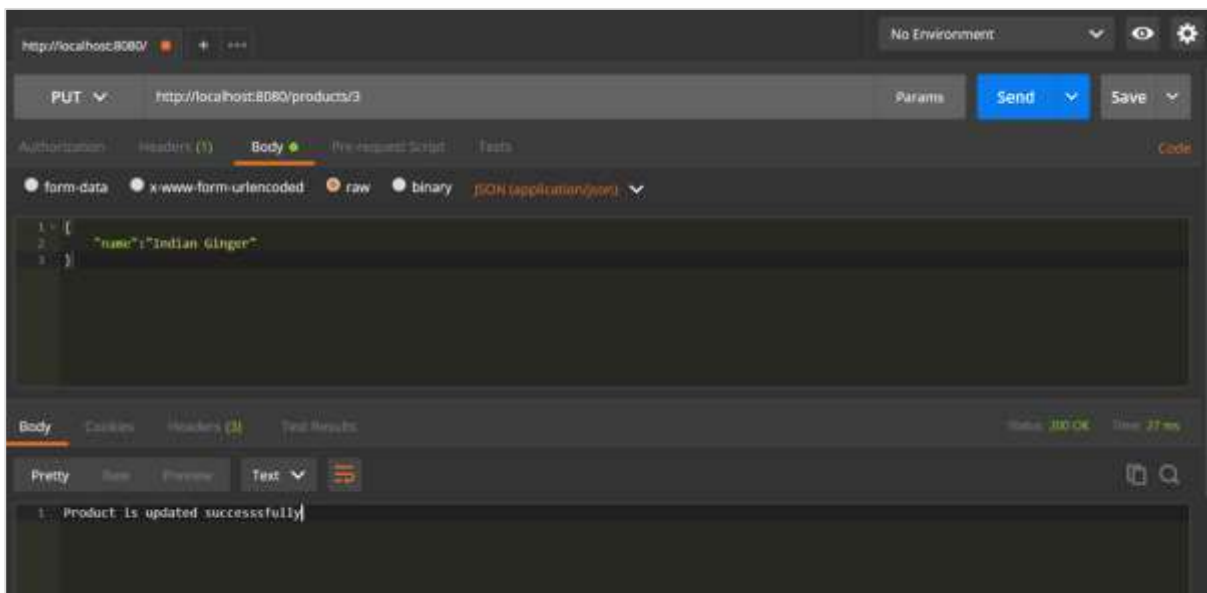 http://localhost:8080/ + ••• No Environment
PUT http://localhost:8080/products/3 Params Send Save
Authorization Headers (1) Body Pre-request Script Tests Code
form-data x-www-form-urlencoded raw binary JSON (application/json)
1 {
2 "name":"Indian Ginger"
3 }
Body Cookies Headers (3) Test Results Status: 200 OK Time: 27 ms
Pretty Raw Preview Text
1 Product is updated successsfully